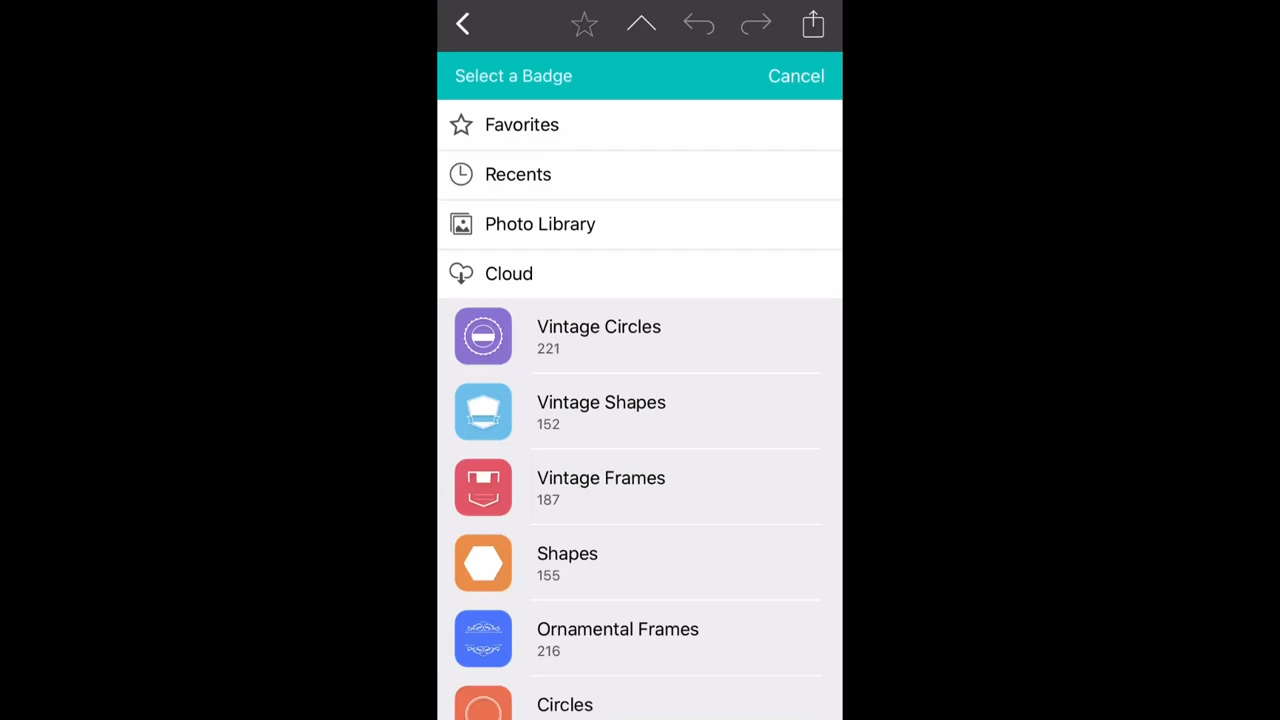 Select a Badge
Cancel
Favorites
Recents
Photo Library
Cloud
Vintage Circles
221
Vintage Shapes
152
Vintage Frames
187
Shapes
155
Ornamental Frames
216
Circles